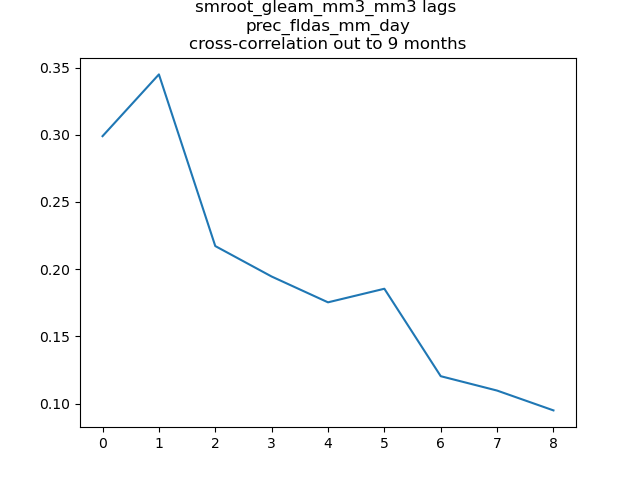 smroot_gleam_mm3_mm3 lags
prec_fldas_mm_day
cross-correlation out to 9 months
0.35
0.30
0.25
0.20
0.15
0.10
0 1 2 3 4 5 6 7 8